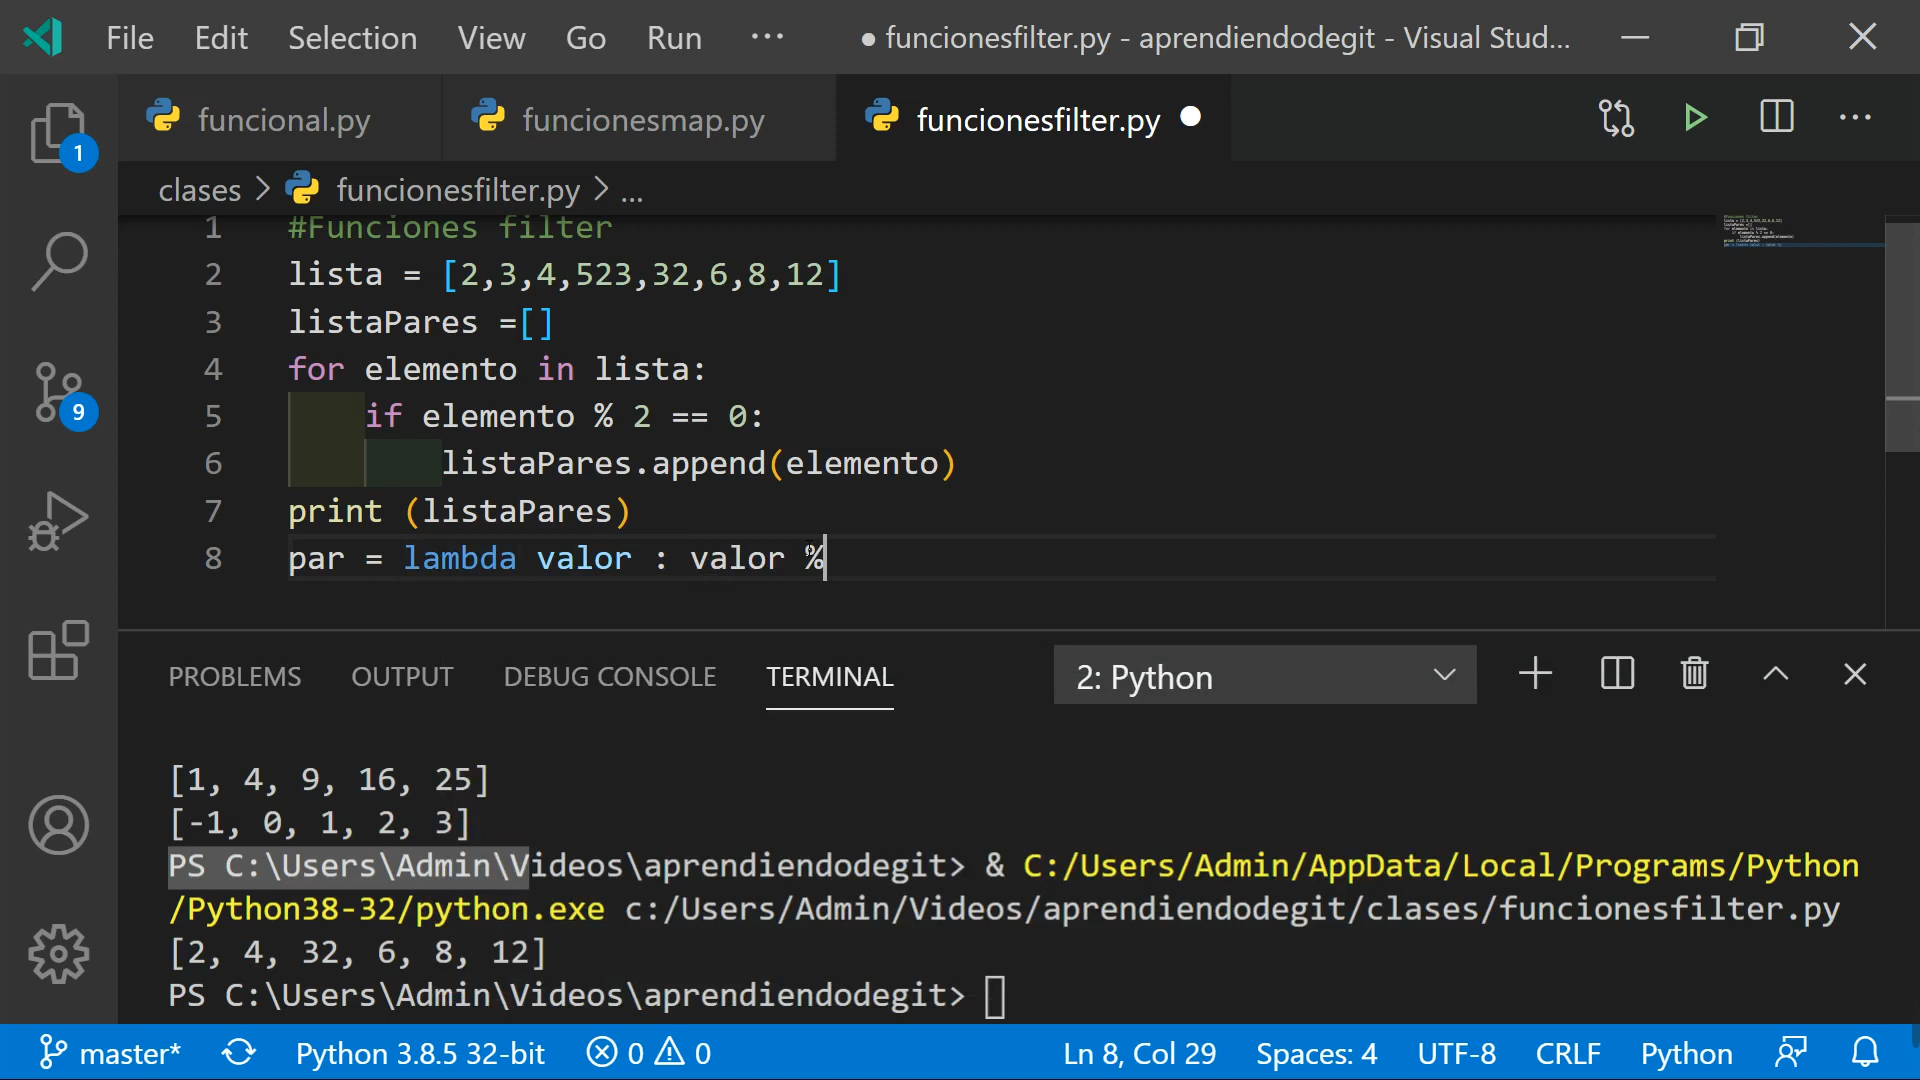 File Edit Selection View Go Run ··· ● funcionesfilter.py - aprendiendodegit - Visual Stud...
funcional.py funcionesmap.py funcionesfilter.py ●
1
clases > funcionesfilter.py > ...
1 #Funciones filter
2 lista = [2,3,4,523,32,6,8,12]
3 listaPares =[]
4 for elemento in lista:
5 if elemento % 2 == 0:
6 listaPares.append(elemento)
7 print (listaPares)
8 par = lambda valor : valor %
9
PROBLEMS OUTPUT DEBUG CONSOLE TERMINAL 2: Python
[1, 4, 9, 16, 25]
[-1, 0, 1, 2, 3]
PS C:\Users\Admin\Videos\aprendiendodegit> & C:/Users/Admin/AppData/Local/Programs/Python
/Python38-32/python.exe c:/Users/Admin/Videos/aprendiendodegit/clases/funcionesfilter.py
[2, 4, 32, 6, 8, 12]
PS C:\Users\Admin\Videos\aprendiendodegit>
master* Python 3.8.5 32-bit 0 0 Ln 8, Col 29 Spaces: 4 UTF-8 CRLF Python